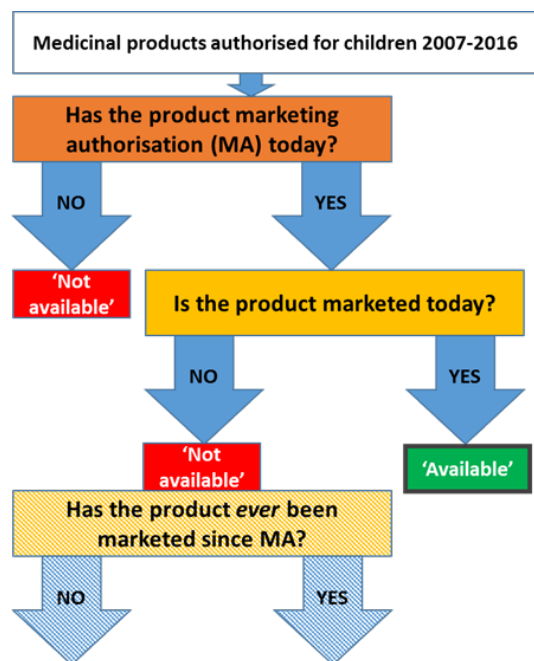 Medicinal products authorised for children 2007-2016
Has the product marketing
authorisation (MA) today?
NO
YES
‘Not
available’
Is the product marketed today?
NO
YES
‘Not
available’
‘Available’
Has the product ever been
marketed since MA?
NO
YES